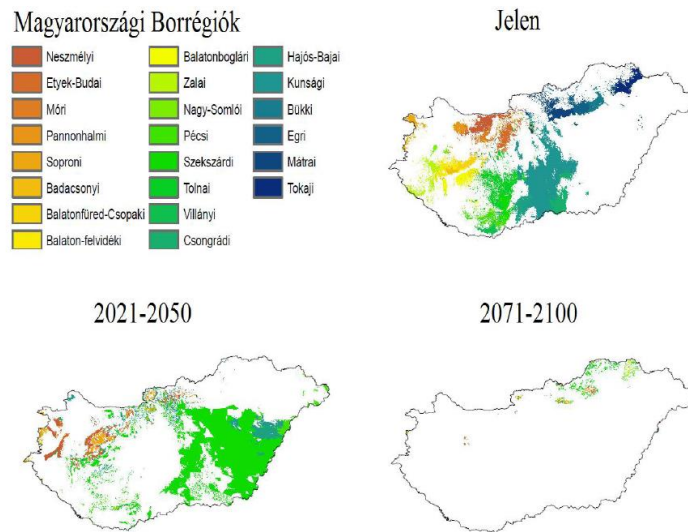 Magyarországi Borrégiók
Neszmélyi
Etyek-Budai
Móri
Pannonhalmi
Soproni
Badacsonyi
Balatonfüred-Csopaki
Balaton-felvidéki
Balatonboglári
Zalai
Nagy-Somlói
Pécsi
Szekszárdi
Tolnai
Villányi
Csongrádi
Hajós-Bajai
Kunsági
Bükki
Egri
Mátrai
Tokaji
Jelen
2021-2050
2071-2100